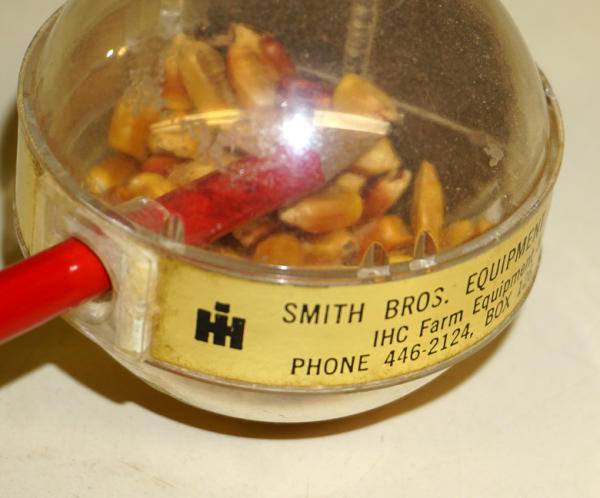 SMITH BROS. EQUIPMENT
IHC Farm Equipment
PHONE 446-2124, BOX